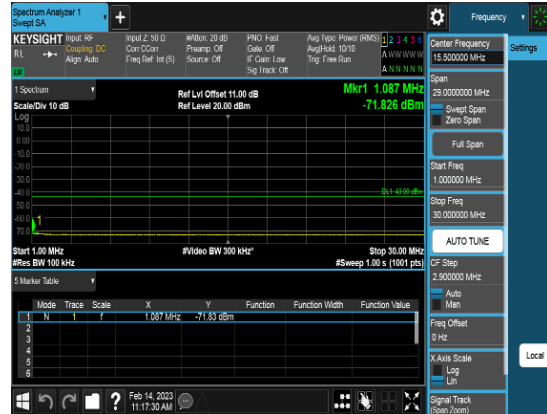 Spectrum Analyzer 1
Swept SA
Frequency
KEYSIGHT
RL
Input: RF
Coupling: DC
Align: Auto
Input Z: 50 Ω
Corr CCorr
Freq Ref: Int (S)
#Atten: 20 dB
Preamp: Off
Source: Off
PNO: Fast
Gate: Off
IF Gain: Low
Sig Track: Off
Avg Type: Power (RMS)
Avg|Hold: 10/10
Trig: Free Run
1 2 3 4 5 6
A W W W W W
A N N N N N
1 Spectrum
Scale/Div 10 dB
Ref Lvl Offset 11.00 dB
Ref Level 20.00 dBm
Mkr1 1.087 MHz
-71.826 dBm
Log
10.0
0.00
-10.0
-20.0
-30.0
-40.0
-50.0
-60.0
-70.0
1
DL1 -43.00 dBm
Start 1.00 MHz
#Res BW 100 kHz
#Video BW 300 kHz*
Stop 30.00 MHz
#Sweep 1.00 s (1001 pts)
5 Marker Table
Mode Trace Scale X Y Function Function Width Function Value
1 N 1 f 1.087 MHz -71.83 dBm
2
3
4
5
6
Feb 14, 2023
11:17:30 AM
Center Frequency
15.500000 MHz
Settings
Span
29.0000000 MHz
Swept Span
Zero Span
Full Span
Start Freq
1.000000 MHz
Stop Freq
30.000000 MHz
AUTO TUNE
CF Step
2.900000 MHz
Auto
Man
Freq Offset
0 Hz
X Axis Scale
Log
Lin
Local
Signal Track
(Span Zoom)